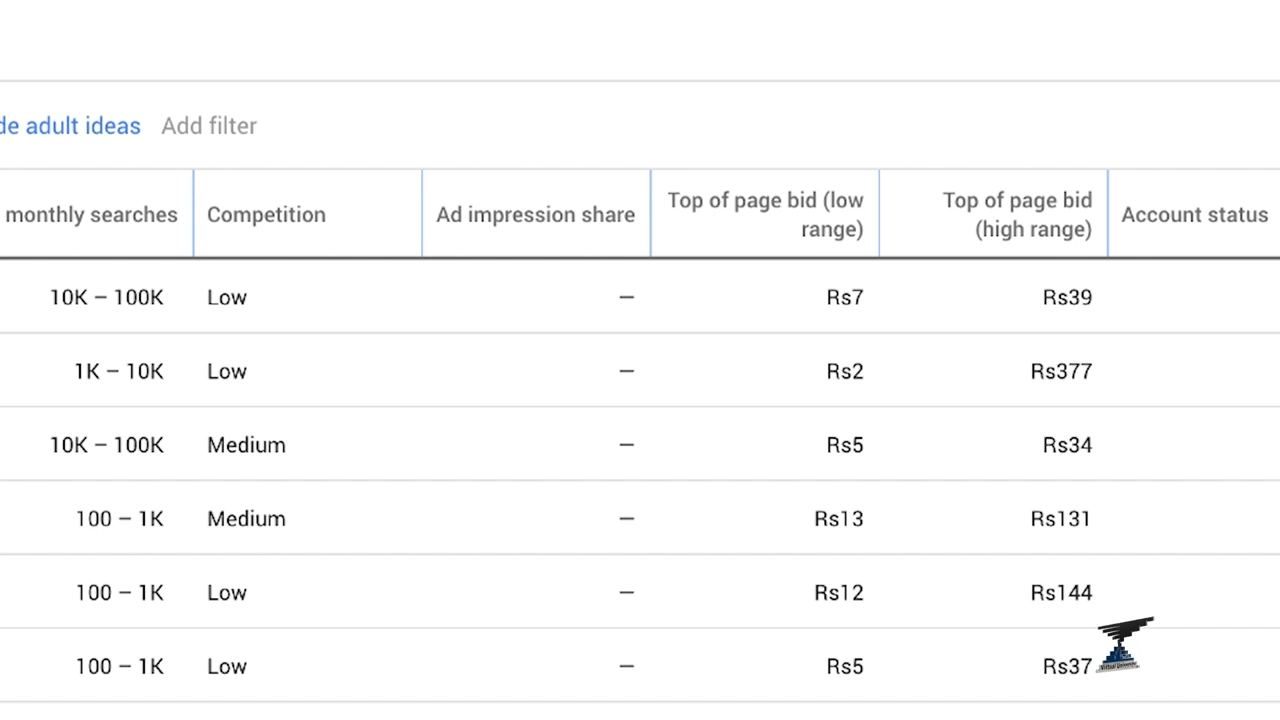 de adult ideas Add filter
monthly searches Competition Ad impression share Top of page bid (low range) Top of page bid (high range) Account status
10K – 100K Low – Rs7 Rs39
1K – 10K Low – Rs2 Rs377
10K – 100K Medium – Rs5 Rs34
100 – 1K Medium – Rs13 Rs131
100 – 1K Low – Rs12 Rs144
100 – 1K Low – Rs5 Rs37
Virtual University